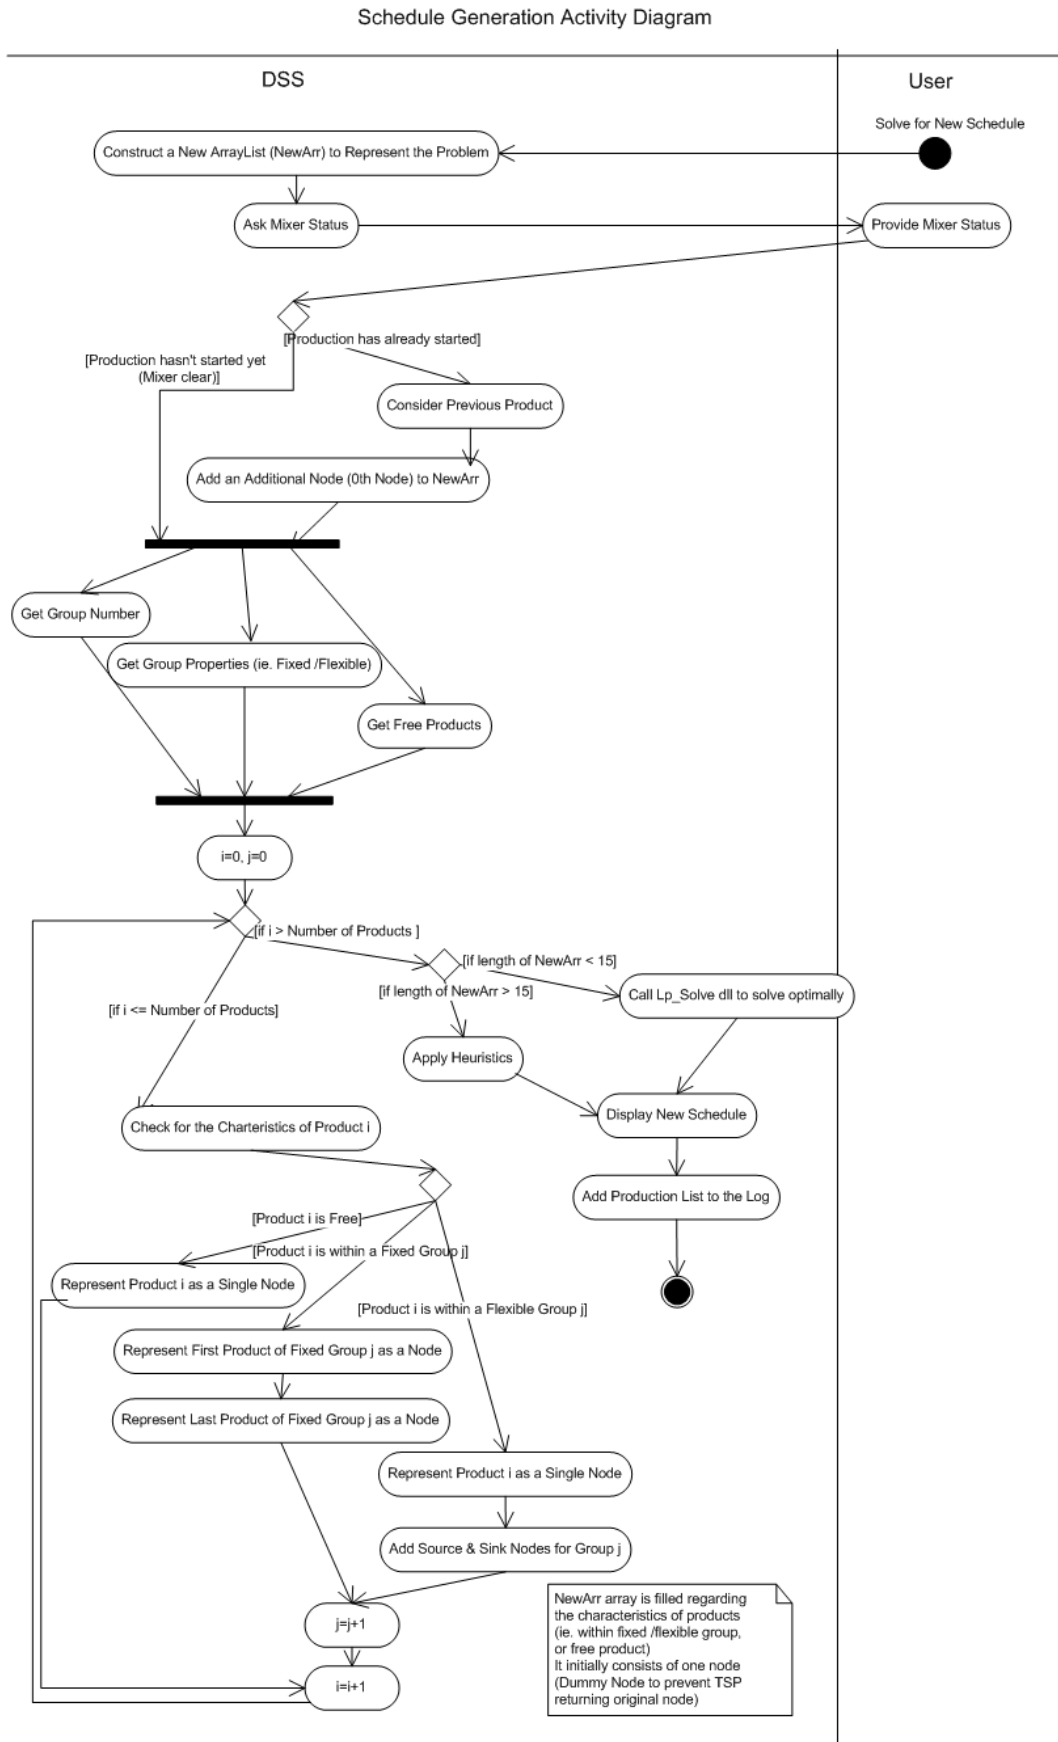 Schedule Generation Activity Diagram
DSS
User
Solve for New Schedule
Construct a New ArrayList (NewArr) to Represent the Problem
Ask Mixer Status
Provide Mixer Status
[Production has already started]
[Production hasn't started yet
(Mixer clear)]
Consider Previous Product
Add an Additional Node (0th Node) to NewArr
Get Group Number
Get Group Properties (ie. Fixed /Flexible)
Get Free Products
i=0, j=0
[if i > Number of Products ]
[if length of NewArr < 15]
[if length of NewArr > 15]
Call Lp_Solve dll to solve optimally
[if i <= Number of Products]
Apply Heuristics
Display New Schedule
Check for the Charteristics of Product i
Add Production List to the Log
[Product i is Free]
[Product i is within a Fixed Group j]
Represent Product i as a Single Node
[Product i is within a Flexible Group j]
Represent First Product of Fixed Group j as a Node
Represent Last Product of Fixed Group j as a Node
Represent Product i as a Single Node
Add Source & Sink Nodes for Group j
j=j+1
i=i+1
NewArr array is filled regarding
the characteristics of products
(ie. within fixed /flexible group,
or free product)
It initially consists of one node
(Dummy Node to prevent TSP
returning original node)